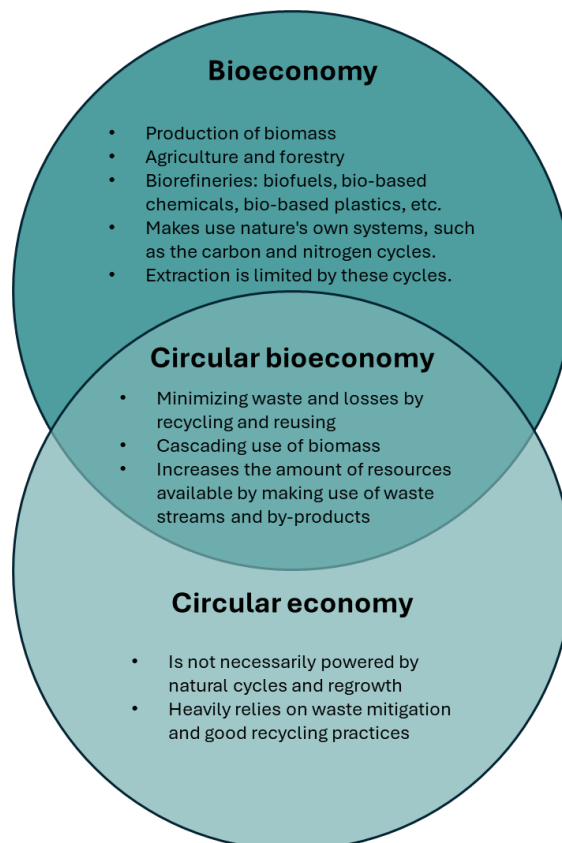 Bioeconomy
• Production of biomass
• Agriculture and forestry
• Biorefineries: biofuels, bio-based
chemicals, bio-based plastics, etc.
• Makes use nature's own systems, such
as the carbon and nitrogen cycles.
• Extraction is limited by these cycles.
Circular bioeconomy
• Minimizing waste and losses by
recycling and reusing
• Cascading use of biomass
• Increases the amount of resources
available by making use of waste
streams and by-products
Circular economy
• Is not necessarily powered by
natural cycles and regrowth
• Heavily relies on waste mitigation
and good recycling practices